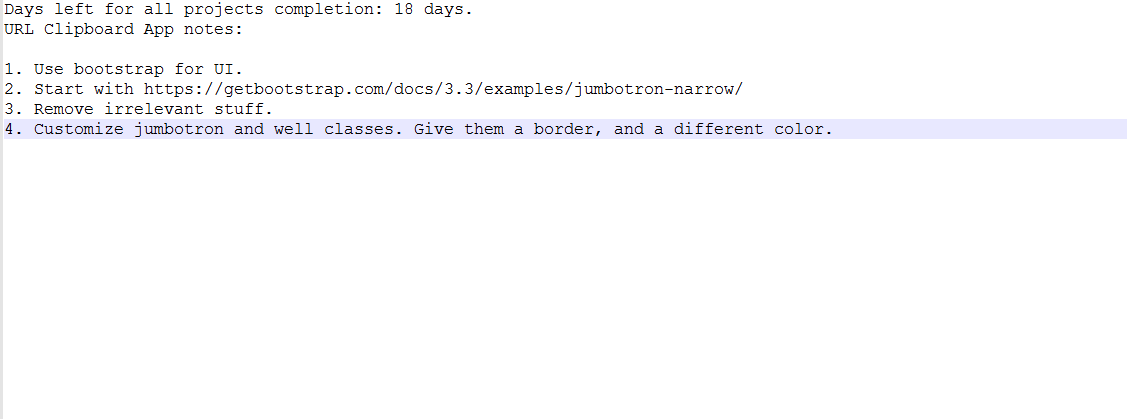 Days left for all projects completion: 18 days.
URL Clipboard App notes:
1. Use bootstrap for UI.
2. Start with https://getbootstrap.com/docs/3.3/examples/jumbotron-narrow/
3. Remove irrelevant stuff.
4. Customize jumbotron and well classes. Give them a border, and a different color.